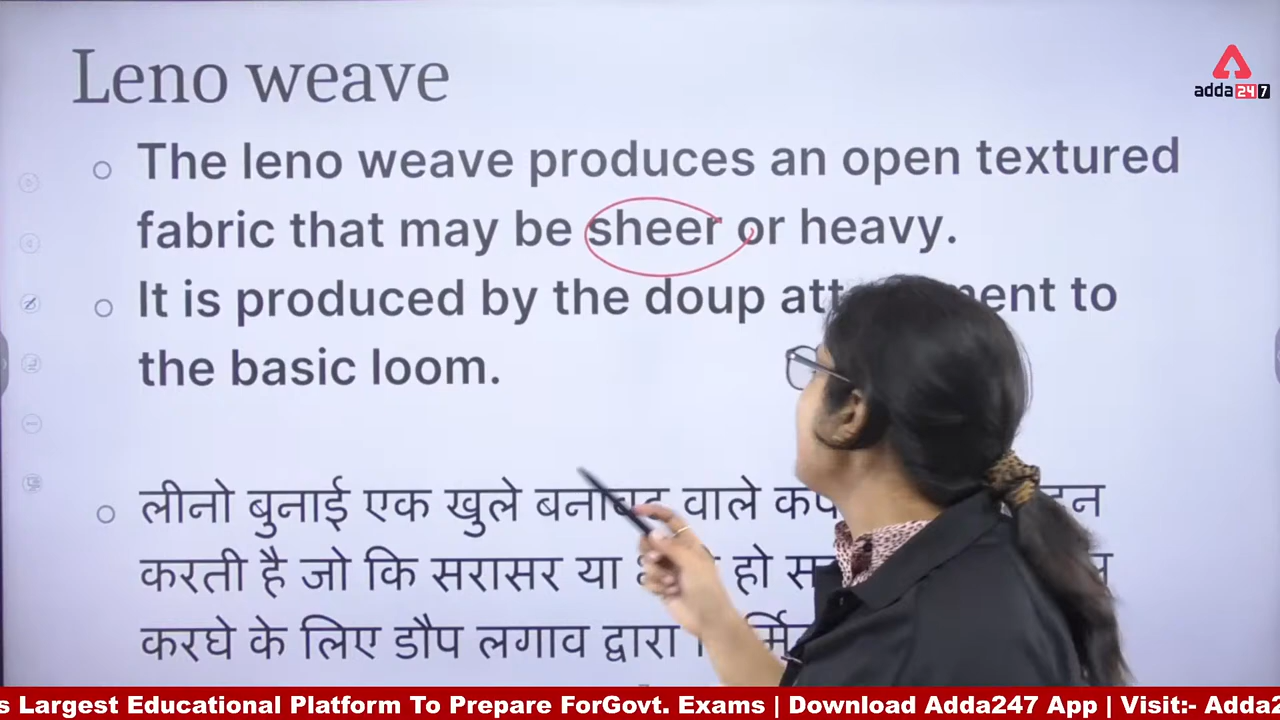 Leno weave
adda247
The leno weave produces an open textured
fabric that may be sheer or heavy.
It is produced by the doup to
the basic loom.
लीनो बुनाई एक खुले वाले
करती है जो कि सरासर या हो
करघे के लिए डौप लगाव द्वारा
s Largest Educational Platform To Prepare ForGovt. Exams | Download Adda247 App | Visit:- Adda2